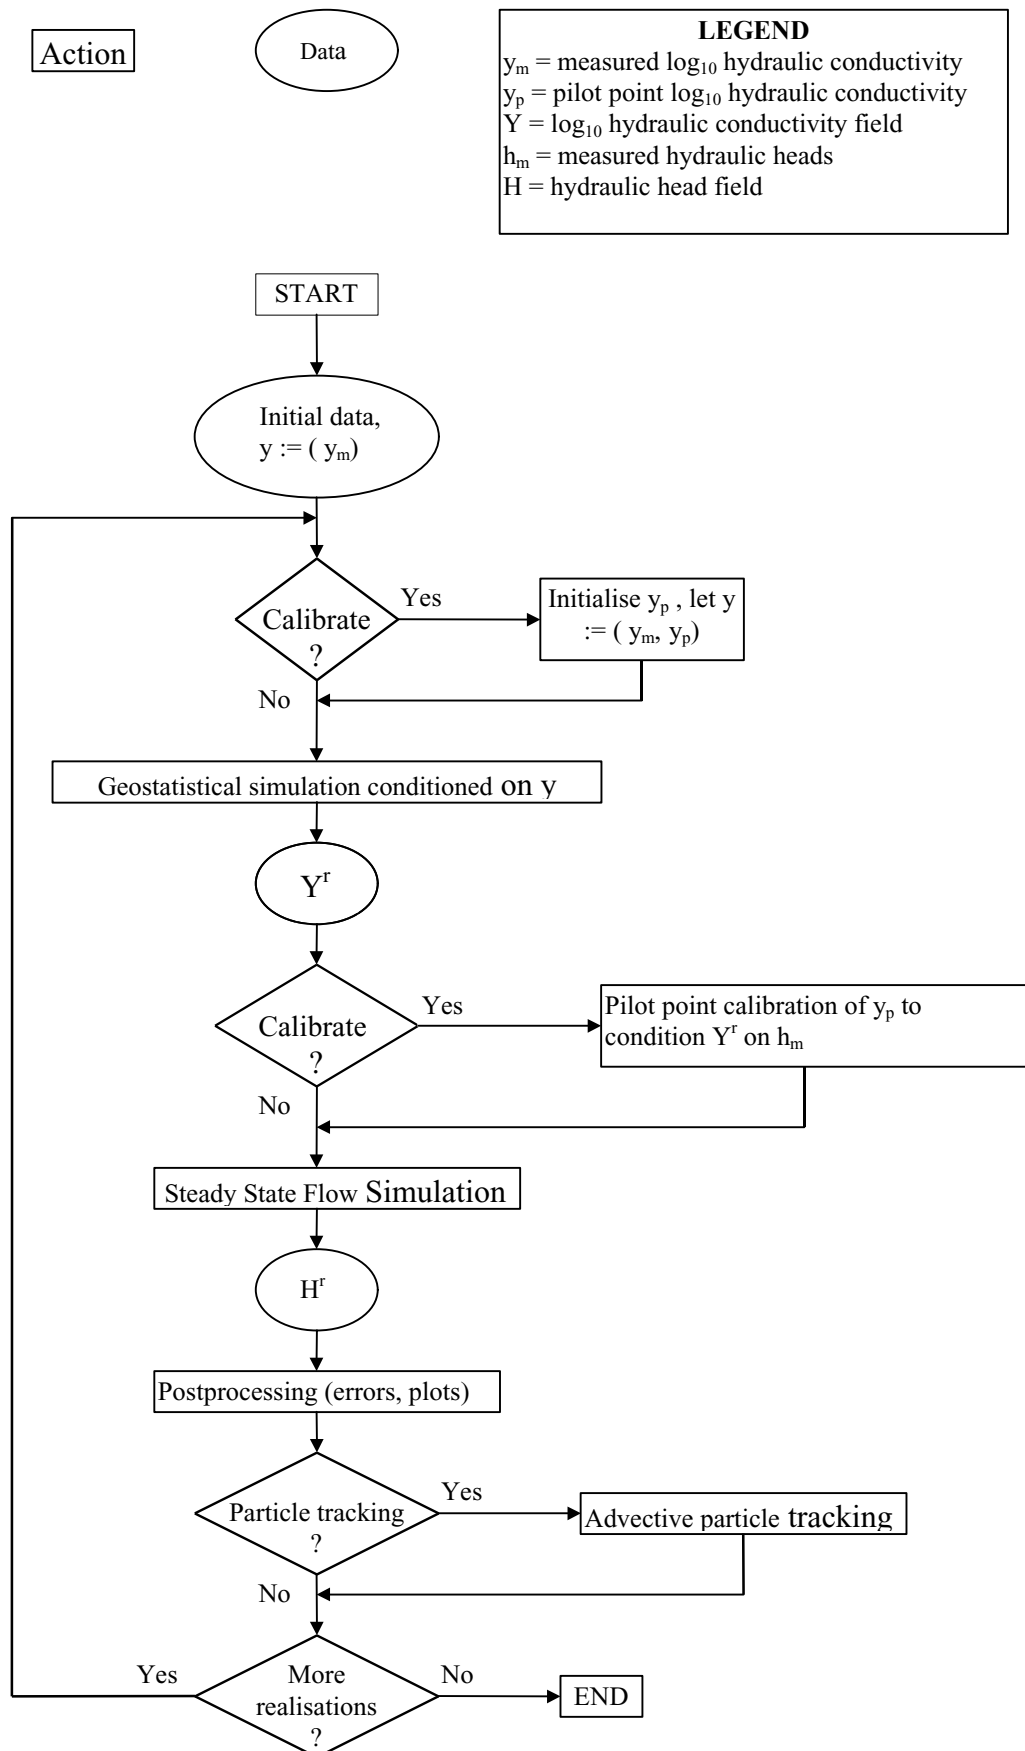 Action
Data
LEGEND
yₘ = measured log₁₀ hydraulic conductivity
yₚ = pilot point log₁₀ hydraulic conductivity
Y = log₁₀ hydraulic conductivity field
hₘ = measured hydraulic heads
H = hydraulic head field
START
Initial data,
y := ( yₘ)
Calibrate
?
Yes
Initialise yₚ , let y
:= ( yₘ, yₚ)
No
Geostatistical simulation conditioned on y
Yʳ
Calibrate
?
Yes
Pilot point calibration of yₚ to
condition Yʳ on hₘ
No
Steady State Flow Simulation
Hʳ
Postprocessing (errors, plots)
Particle tracking
?
Yes
Advective particle tracking
No
More
realisations
?
Yes
No
END